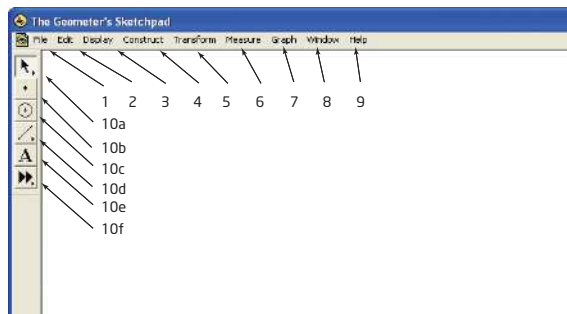 The Geometer's Sketchpad
File Edit Display Construct Transform Measure Graph Window Help
1 2 3 4 5 6 7 8 9
10a
10b
10c
10d
A
10e
10f